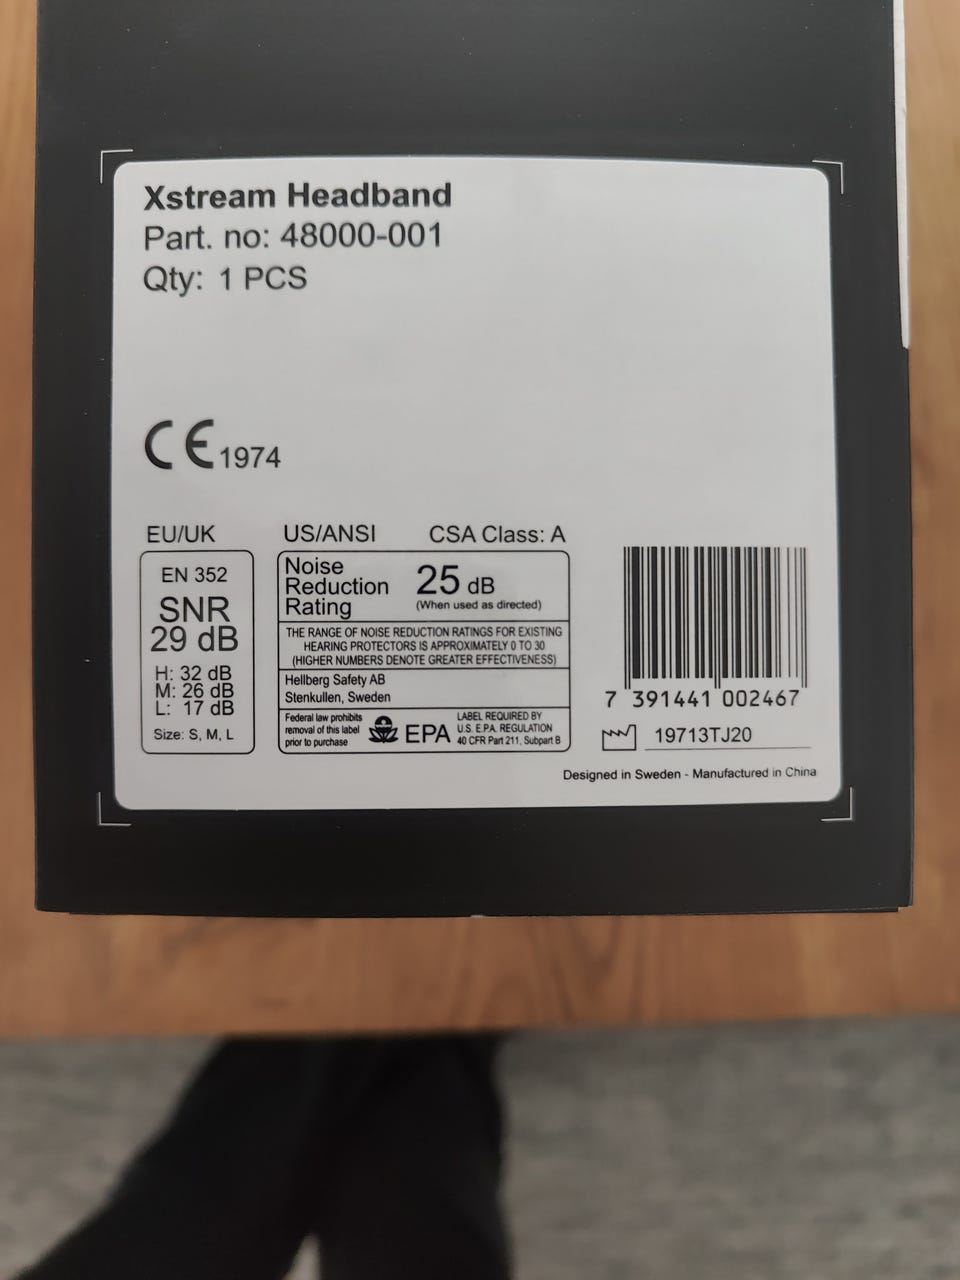 Xstream Headband
Part. no: 48000-001
Qty: 1 PCS
CE 1974
EU/UK
EN 352
SNR
29 dB
H: 32 dB
M: 26 dB
L: 17 dB
Size: S, M, L
US/ANSI CSA Class: A
Noise
Reduction
Rating
25 dB
(When used as directed)
THE RANGE OF NOISE REDUCTION RATINGS FOR EXISTING
HEARING PROTECTORS IS APPROXIMATELY 0 TO 30
(HIGHER NUMBERS DENOTE GREATER EFFECTIVENESS)
Hellberg Safety AB
Stenkullen, Sweden
Federal law prohibits
removal of this label
prior to purchase
EPA
LABEL REQUIRED BY
U.S. E.P.A. REGULATION
40 CFR Part 211, Subpart B
7 391441 002467
19713TJ20
Designed in Sweden - Manufactured in China